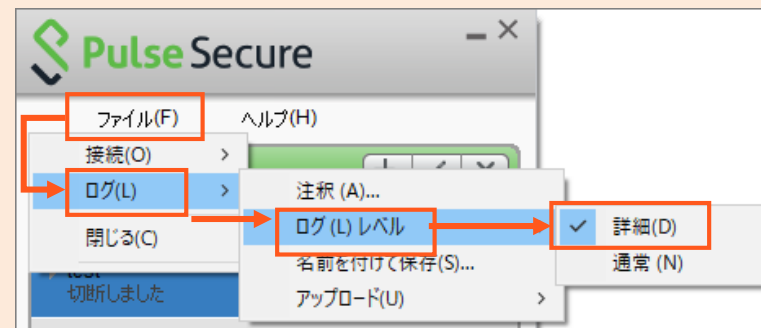 Pulse Secure
ファイル(F) ヘルプ(H)
接続(O)
ログ(L)
閉じる(C)
注釈 (A)...
ログ (L) レベル
名前を付けて保存(S)...
アップロード(U)
詳細(D)
通常 (N)
test
切断しました